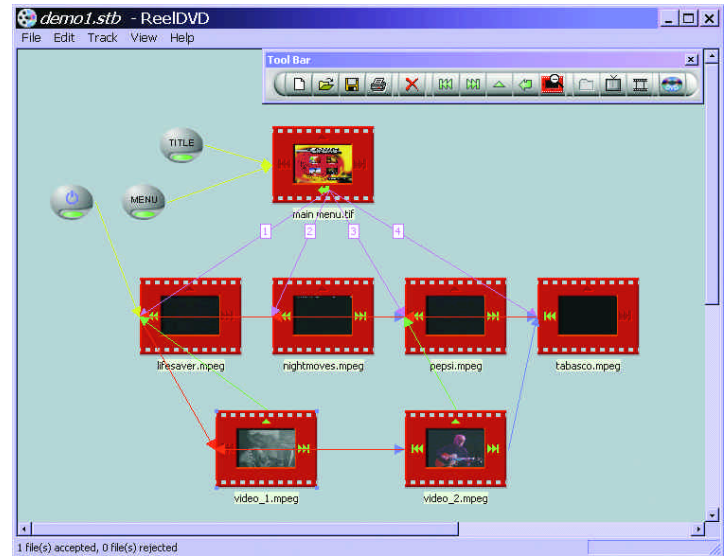 demo1.stb - ReelDVD
File Edit Track View Help
Tool Bar
TITLE
MENU
main menu.tif
1 2 3 4
lifesaver.mpeg nightmoves.mpeg pepsi.mpeg tabasco.mpeg
video_1.mpeg video_2.mpeg
1 file(s) accepted, 0 file(s) rejected